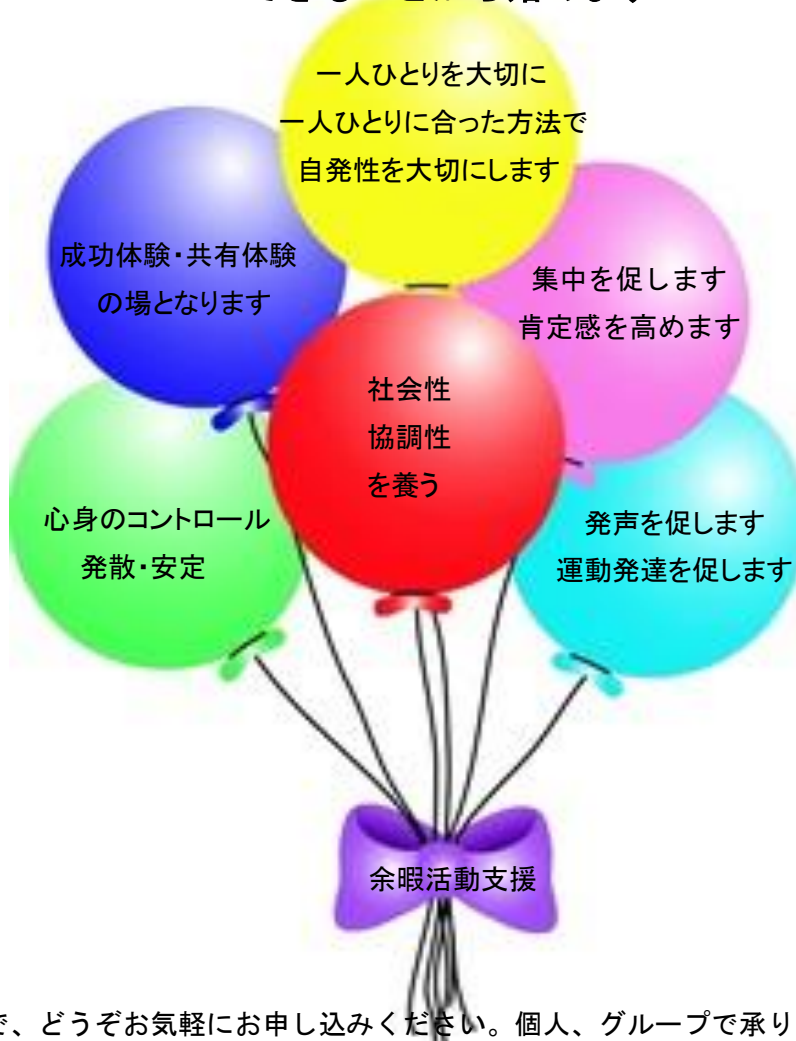 一人ひとりを大切に
一人ひとりに合った方法で
自発性を大切にします
成功体験・共有体験
の場となります
集中を促します
肯定感を高めます
社会性
協調性
を養う
心身のコントロール
発散・安定
発声を促します
運動発達を促します
余暇活動支援
、どうぞお気軽にお申し込みください。個人、グループで承り